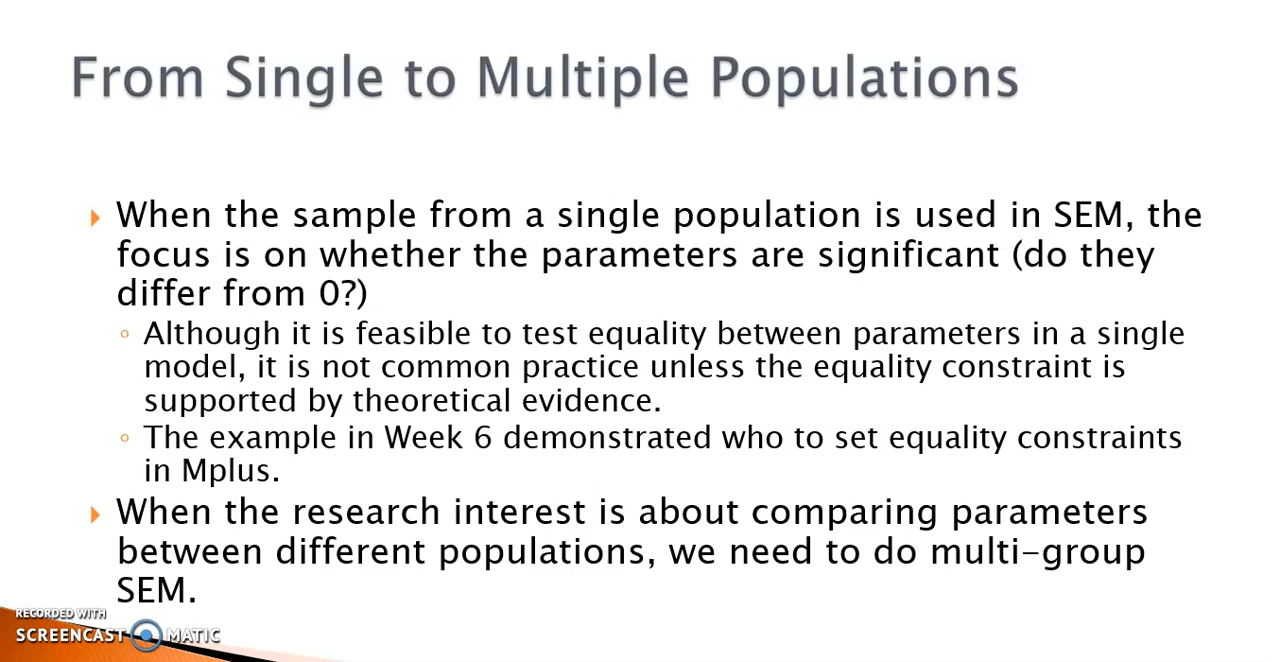 From Single to Multiple Populations
When the sample from a single population is used in SEM, the
focus is on whether the parameters are significant (do they
differ from 0?)
Although it is feasible to test equality between parameters in a single
model, it is not common practice unless the equality constraint is
supported by theoretical evidence.
The example in Week 6 demonstrated who to set equality constraints
in Mplus.
When the research interest is about comparing parameters
between different populations, we need to do multi-group
SEM.
RECORDED WITH
SCREENCAST MATIC